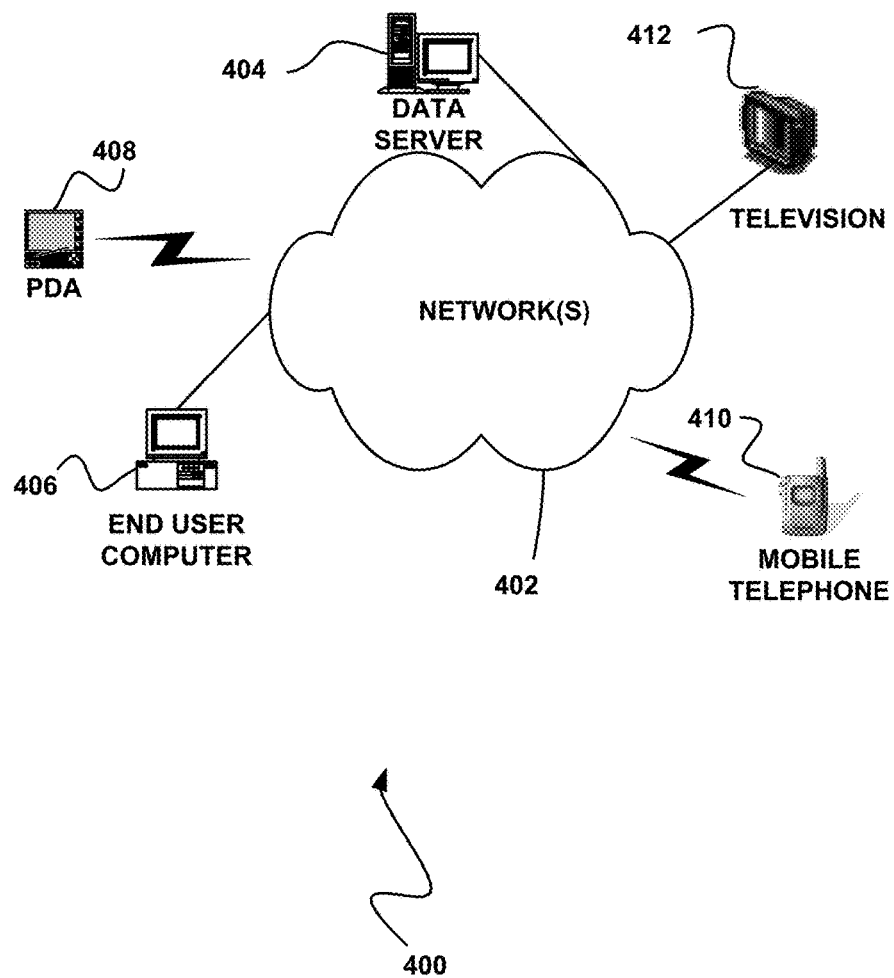 404
DATA
SERVER
412
TELEVISION
408
PDA
NETWORK(S)
406
END USER
COMPUTER
410
MOBILE
TELEPHONE
402
400